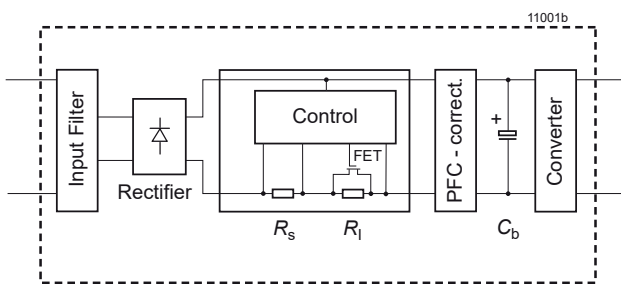 11001b
Input Filter
Rectifier
Control
FET
Rs
Rl
PFC - correct.
+
Cb
Converter